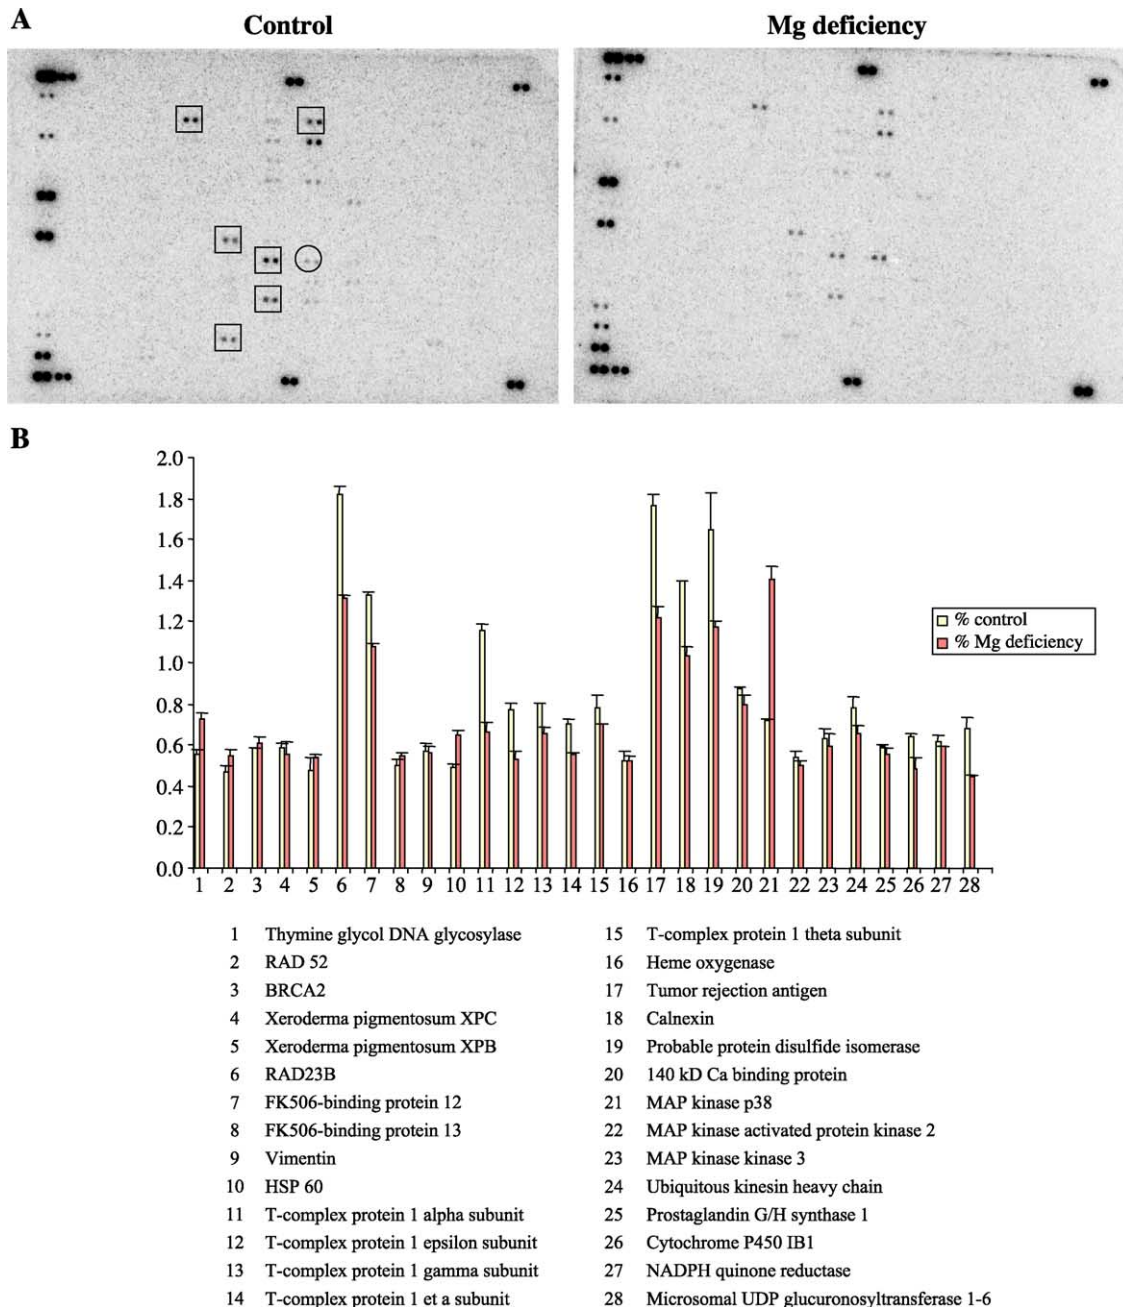 A
Control
Mg deficiency
B
2.0
1.8
1.6
1.4
1.2
1.0
0.8
0.6
0.4
0.2
0.0
% control
% Mg deficiency
1 2 3 4 5 6 7 8 9 10 11 12 13 14 15 16 17 18 19 20 21 22 23 24 25 26 27 28
1 Thymine glycol DNA glycosylase
2 RAD 52
3 BRCA2
4 Xeroderma pigmentosum XPC
5 Xeroderma pigmentosum XPB
6 RAD23B
7 FK506-binding protein 12
8 FK506-binding protein 13
9 Vimentin
10 HSP 60
11 T-complex protein 1 alpha subunit
12 T-complex protein 1 epsilon subunit
13 T-complex protein 1 gamma subunit
14 T-complex protein 1 et a subunit
15 T-complex protein 1 theta subunit
16 Heme oxygenase
17 Tumor rejection antigen
18 Calnexin
19 Probable protein disulfide isomerase
20 140 kD Ca binding protein
21 MAP kinase p38
22 MAP kinase activated protein kinase 2
23 MAP kinase kinase 3
24 Ubiquitous kinesin heavy chain
25 Prostaglandin G/H synthase 1
26 Cytochrome P450 IB1
27 NADPH quinone reductase
28 Microsomal UDP glucuronosyltransferase 1-6